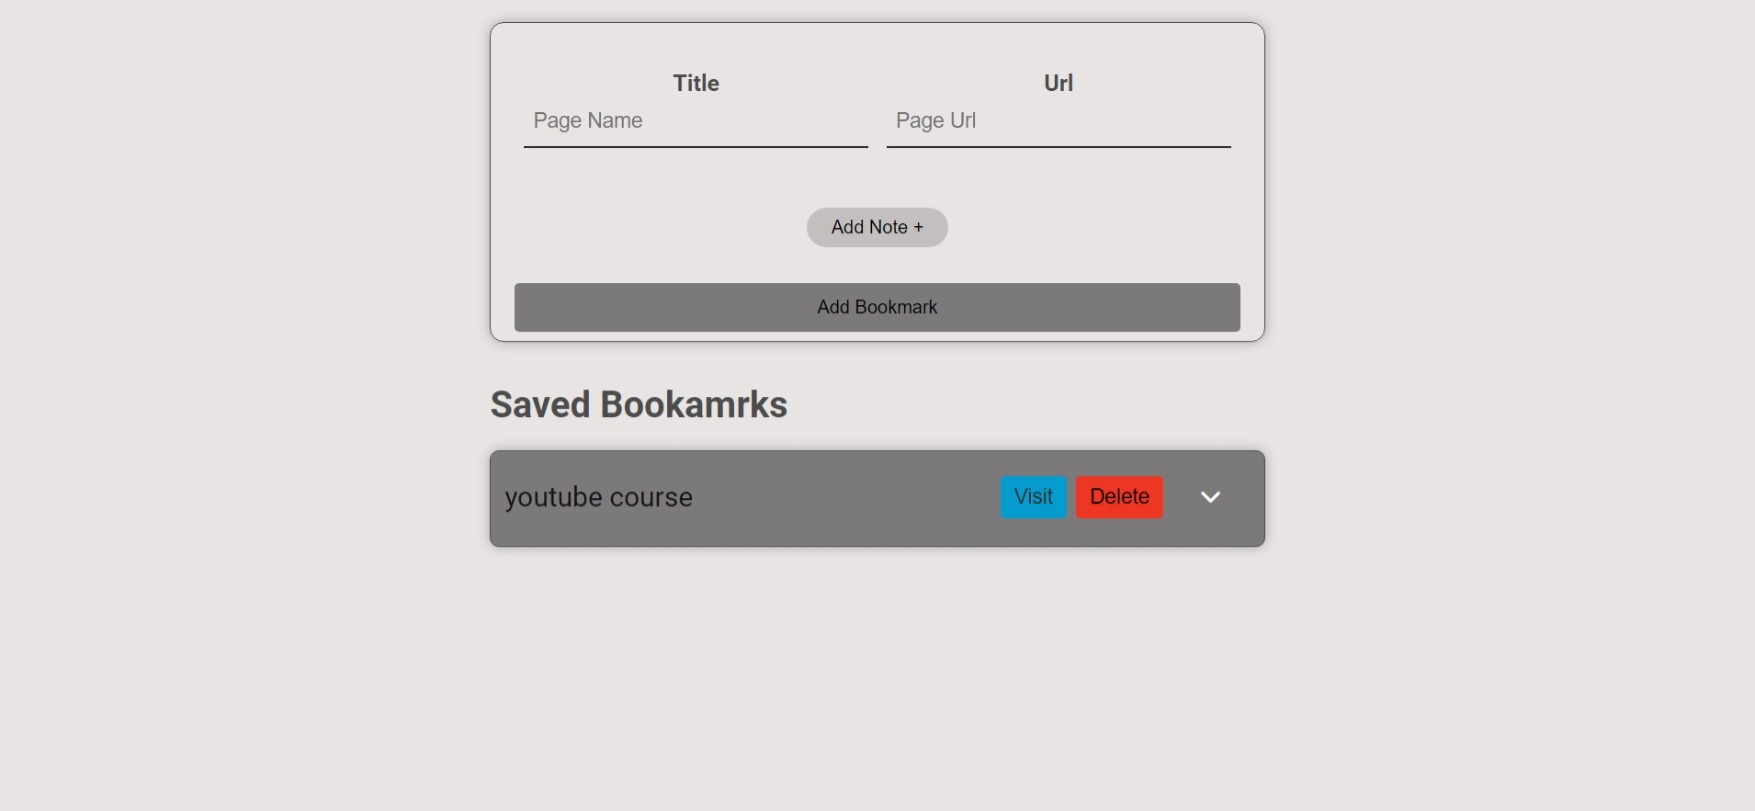 Title Url
Page Name Page Url
Add Note +
Add Bookmark
Saved Bookamrks
youtube course Visit Delete